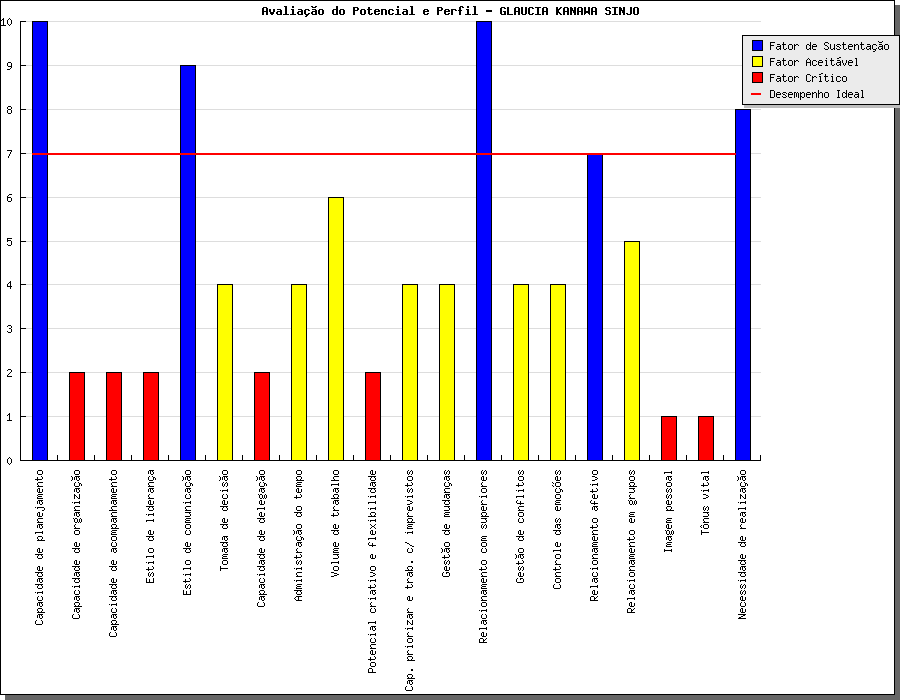 Avaliação do Potencial e Perfil - GLAUCIA KANAWA SINJO
10
9
8
7
6
5
4
3
2
1
0
Fator de Sustentação
Fator Aceitável
Fator Crítico
Desempenho Ideal
Capacidade de planejamento
Capacidade de organização
Capacidade de acompanhamento
Estilo de liderança
Estilo de comunicação
Tomada de decisão
Capacidade de delegação
Administração do tempo
Volume de trabalho
Potencial criativo e flexibilidade
Cap. priorizar e trab. c/ imprevistos
Gestão de mudanças
Relacionamento com superiores
Gestão de conflitos
Controle das emoções
Relacionamento afetivo
Relacionamento em grupos
Imagem pessoal
Tônus vital
Necessidade de realização